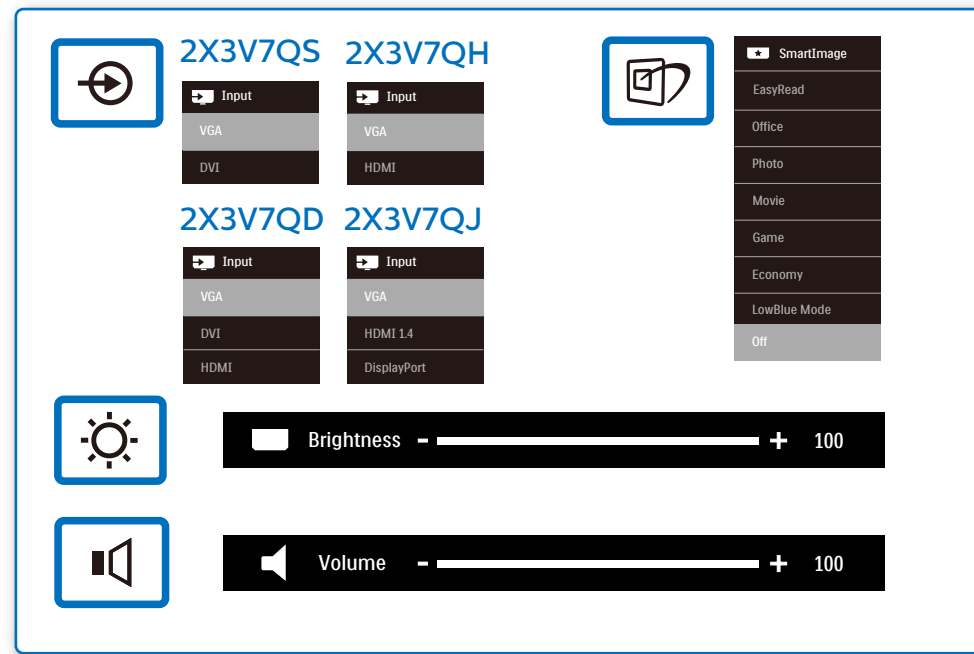 2X3V7QS
Input
VGA
DVI
2X3V7QH
Input
VGA
HDMI
2X3V7QD
Input
VGA
DVI
HDMI
2X3V7QJ
Input
VGA
HDMI 1.4
DisplayPort
SmartImage
EasyRead
Office
Photo
Movie
Game
Economy
LowBlue Mode
Off
Brightness - + 100
Volume - + 100